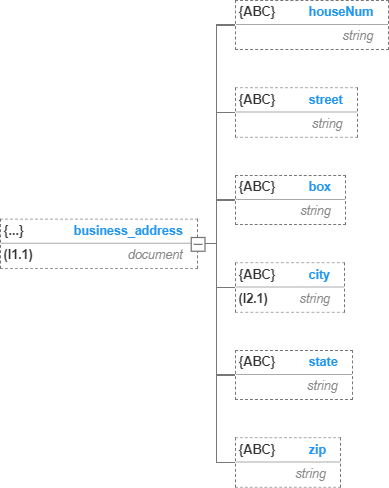 {ABC} houseNum
string
{ABC} street
string
{ABC} box
string
{...} business_address
(I1.1) document
{ABC} city
(I2.1) string
{ABC} state
string
{ABC} zip
string